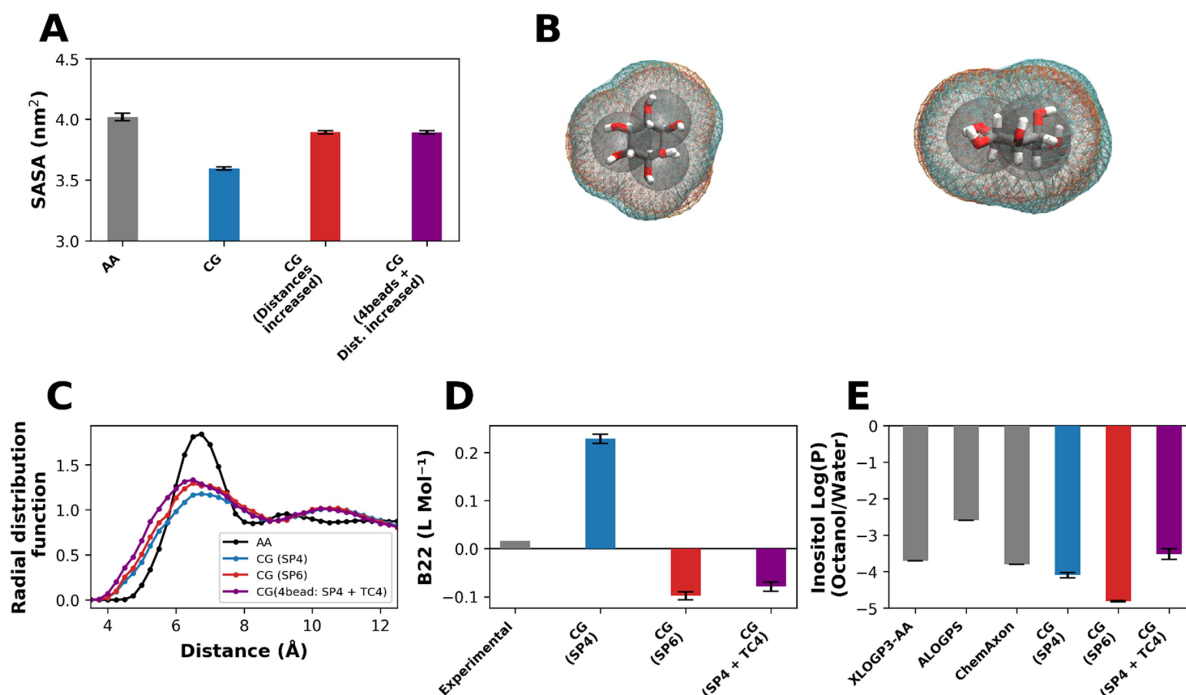 A
SASA (nm²)
4.5
4.0
3.5
3.0
AA
CG
CG
(Distances
increased)
CG
(4beads +
Dist. increased)
B
C
Radial distribution
function
1.5
1.0
0.5
0.0
AA
CG (SP4)
CG (SP6)
CG(4bead: SP4 + TC4)
4
6
8
10
12
Distance (Å)
D
B22 (L Mol⁻¹)
0.2
0.1
0.0
−0.1
Experimental
CG
(SP4)
CG
(SP6)
CG
(SP4 + TC4)
E
Inositol Log(P)
(Octanol/Water)
0
−1
−2
−3
−4
−5
XLOGP3-AA
ALOGPS
ChemAxon
CG
(SP4)
CG
(SP6)
CG
(SP4 + TC4)